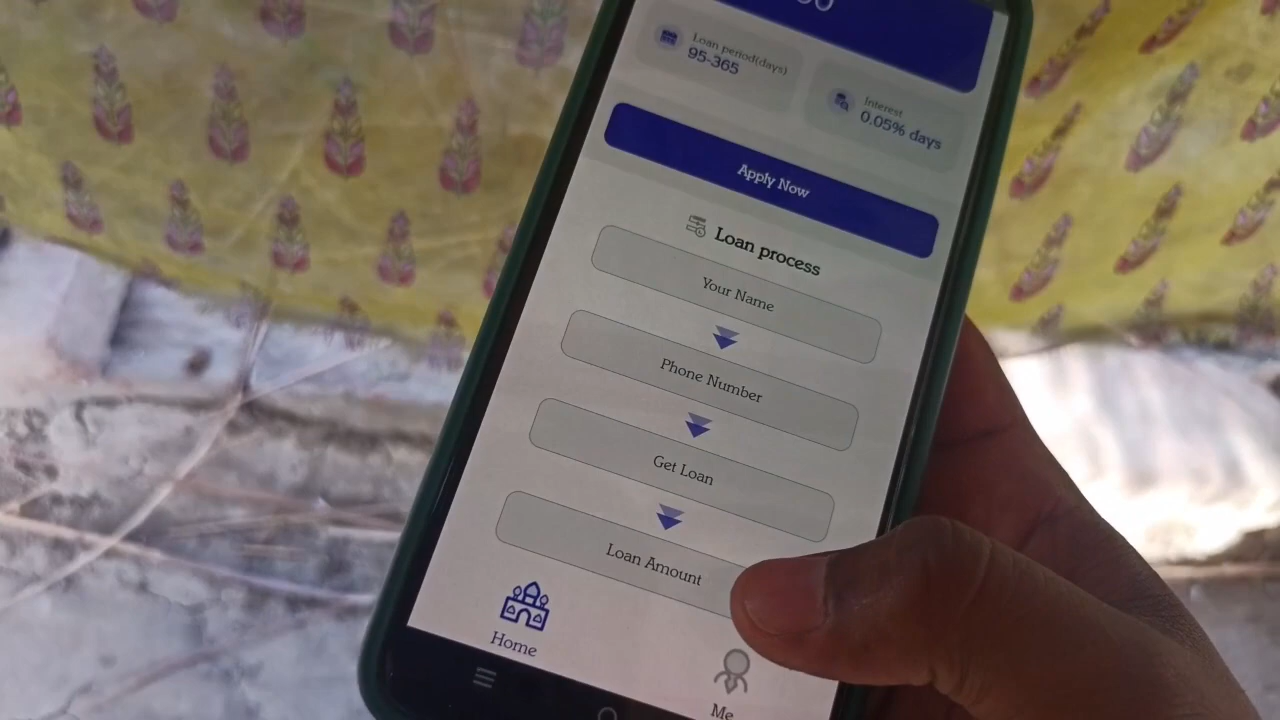 Loan period(days)
95-365
Interest
0.05% days
Apply Now
Loan process
Your Name
Phone Number
Get Loan
Loan Amount
Home
Me